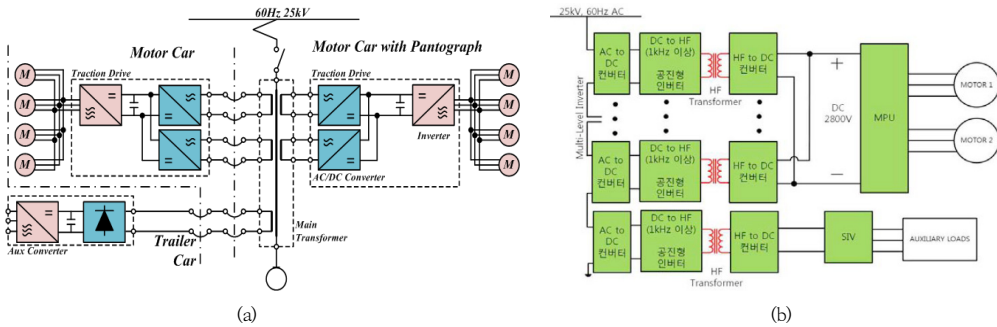 60Hz 25kV
Motor Car
Motor Car with Pantograph
Traction Drive
Traction Drive
M
M
M
M
M
M
M
M
Inverter
AC/DC Converter
Main
Transformer
Trailer
Car
Aux Converter
(a)
25kV, 60Hz AC
Multi-Level Inverter
AC to
DC
컨버터
DC to HF
(1kHz 이상)
공진형
인버터
HF
Transformer
HF to DC
컨버터
AC to
DC
컨버터
DC to HF
(1kHz 이상)
공진형
인버터
HF to DC
컨버터
+
DC
2800V
—
MPU
MOTOR 1
MOTOR 2
AC to
DC
컨버터
DC to HF
(1kHz 이상)
공진형
인버터
HF
Transformer
HF to DC
컨버터
SIV
AUXILIARY LOADS
(b)